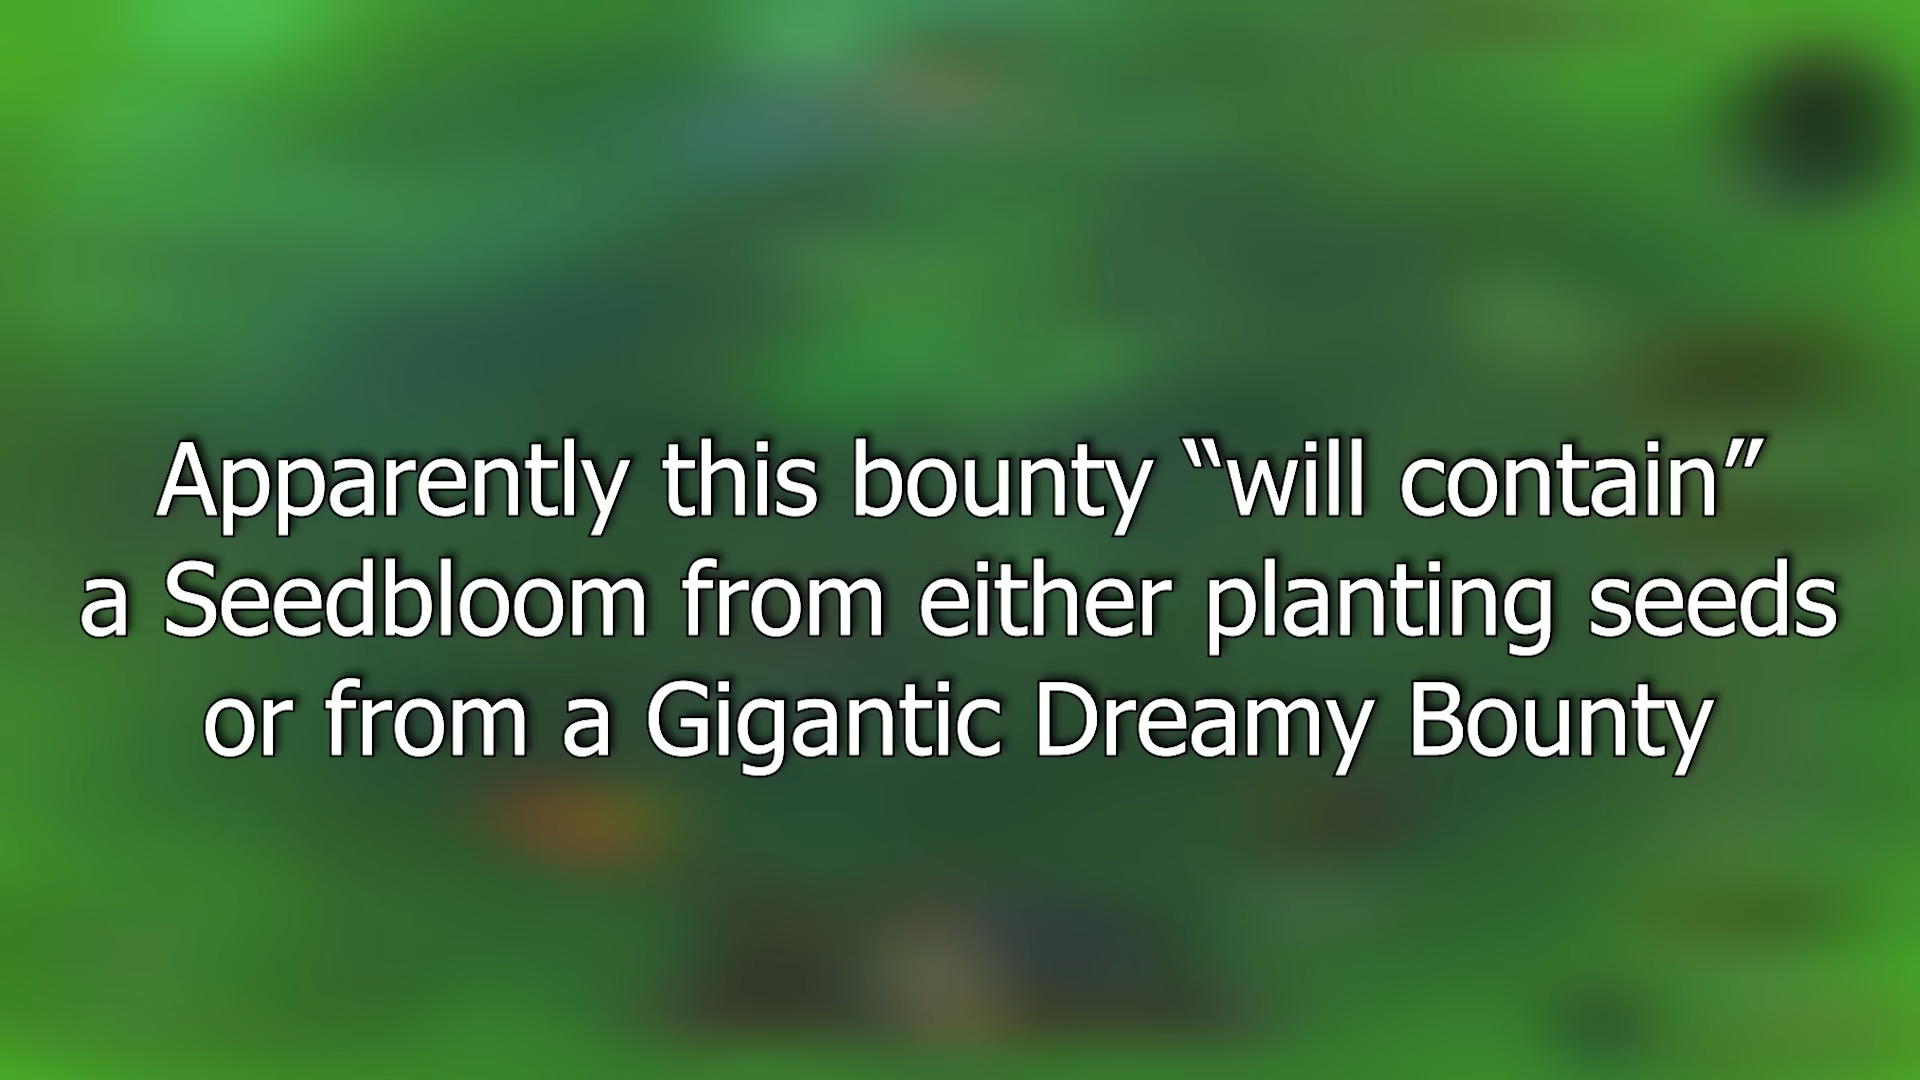 Apparently this bounty “will contain”
a Seedbloom from either planting seeds
or from a Gigantic Dreamy Bounty